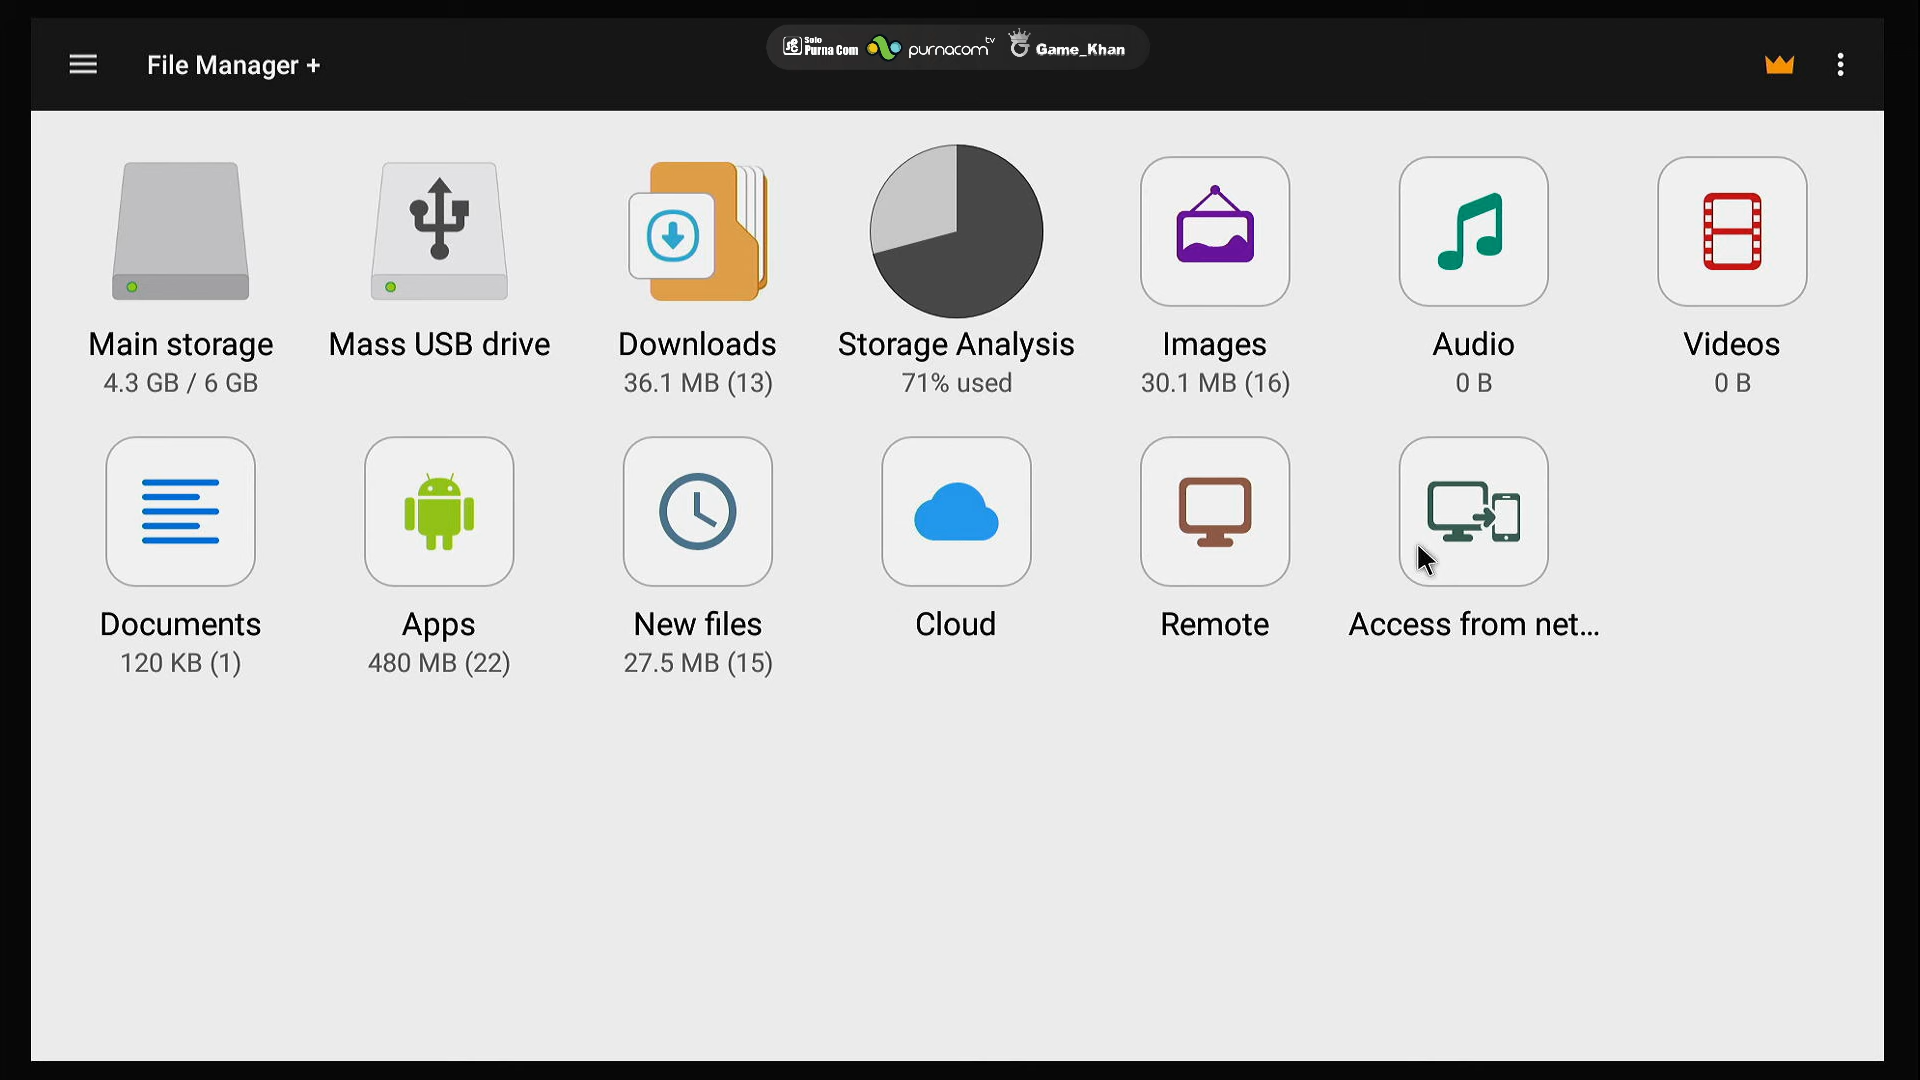 File Manager +
Solo
Purna Com
purnacom tv
Game_Khan
Main storage
4.3 GB / 6 GB
Mass USB drive
Downloads
36.1 MB (13)
Storage Analysis
71% used
Images
30.1 MB (16)
Audio
0 B
Videos
0 B
Documents
120 KB (1)
Apps
480 MB (22)
New files
27.5 MB (15)
Cloud
Remote
Access from net...